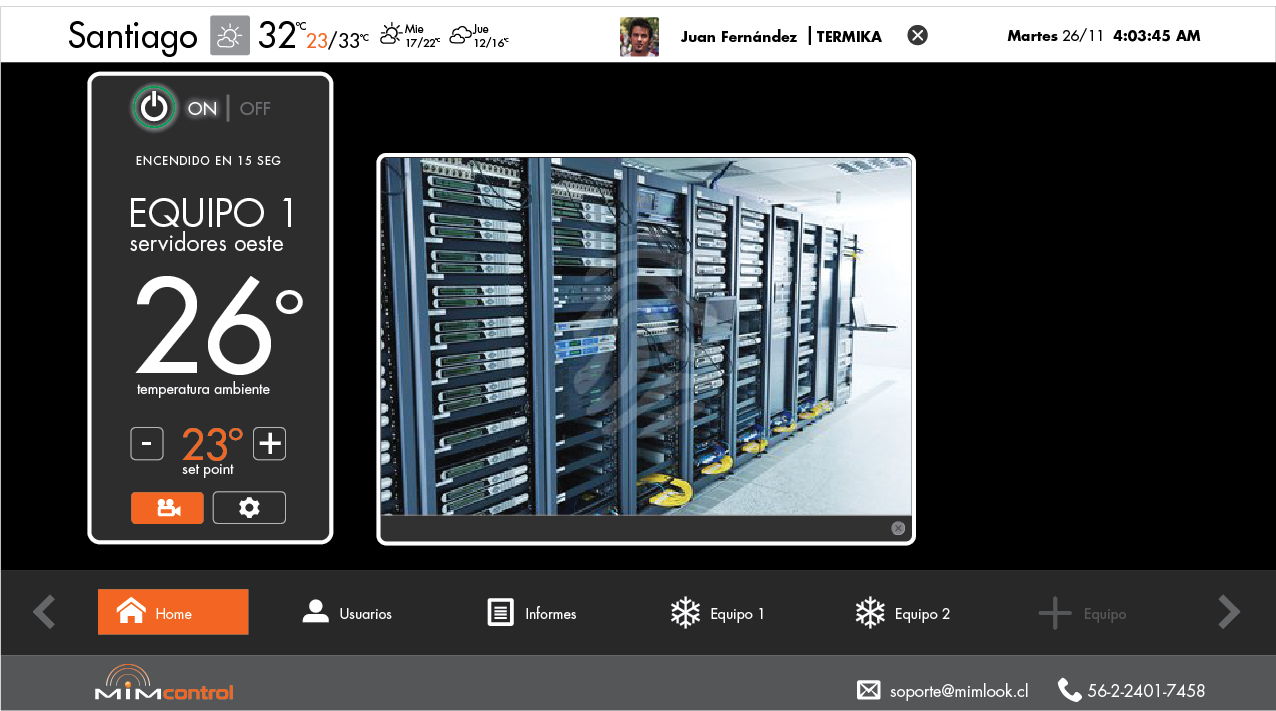 Santiago 32°C 23/33°C Mie 17/22°C Jue 12/16°C Juan Fernández | TERMIKA Martes 26/11 4:03:45 AM
ON | OFF
ENCENDIDO EN 15 SEG
EQUIPO 1
servidores oeste
26°
temperatura ambiente
- 23° +
set point
Home Usuarios Informes Equipo 1 Equipo 2 + Equipo
MiMcontrol soporte@mimlook.cl 56-2-2401-7458